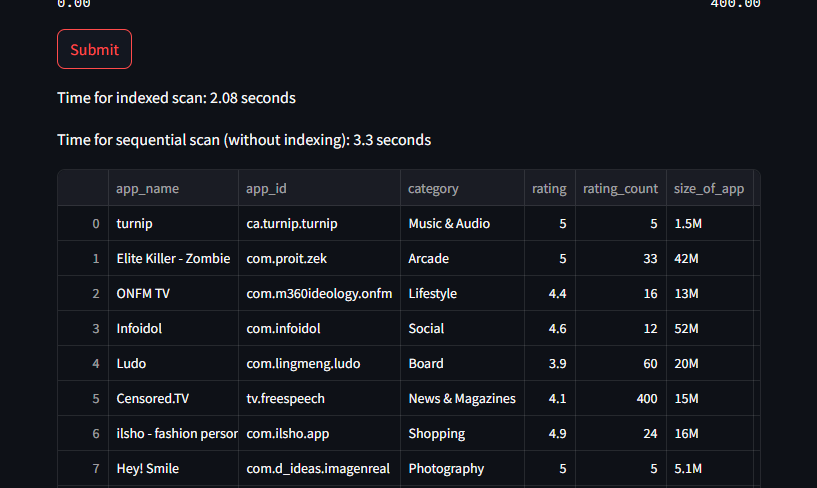 0.00 400.00
Submit
Time for indexed scan: 2.08 seconds
Time for sequential scan (without indexing): 3.3 seconds
app_name app_id category rating rating_count size_of_app
0 turnip ca.turnip.turnip Music & Audio 5 5 1.5M
1 Elite Killer - Zombie com.proit.zek Arcade 5 33 42M
2 ONFM TV com.m360ideology.onfm Lifestyle 4.4 16 13M
3 Infoidol com.infoidol Social 4.6 12 52M
4 Ludo com.lingmeng.ludo Board 3.9 60 20M
5 Censored.TV tv.freespeech News & Magazines 4.1 400 15M
6 ilsho - fashion person com.ilsho.app Shopping 4.9 24 16M
7 Hey! Smile com.d_ideas.imagenreal Photography 5 5 5.1M